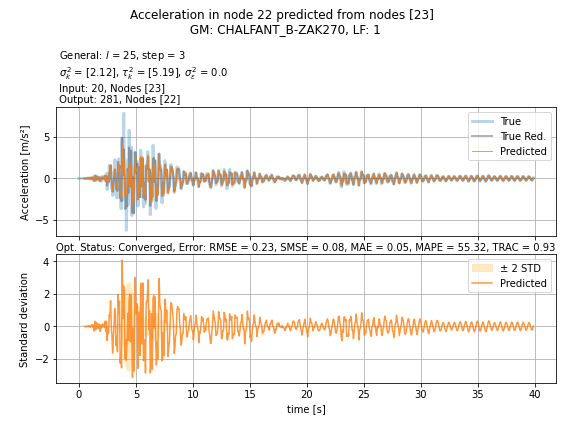 Acceleration in node 22 predicted from nodes [23]
GM: CHALFANT_B-ZAK270, LF: 1
General: l = 25, step = 3
σ²ₖ = [2.12], τ²ₖ = [5.19], σ²ₑ = 0.0
Input: 20, Nodes [23]
Output: 281, Nodes [22]
True
True Red.
Predicted
5
0
−5
Acceleration [m/s²]
Opt. Status: Converged, Error: RMSE = 0.23, SMSE = 0.08, MAE = 0.05, MAPE = 55.32, TRAC = 0.93
± 2 STD
Predicted
4
2
0
−2
Standard deviation
0 5 10 15 20 25 30 35 40
time [s]